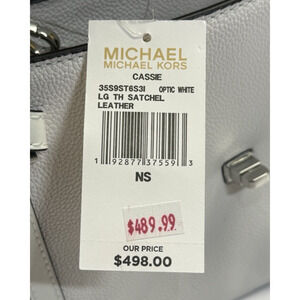 MICHAEL
MICHAEL KORS
CASSIE
35S9ST6S3I OPTIC WHITE
LG TH SATCHEL
LEATHER
1 92877 37559 3
NS
$489.99
OUR PRICE
$498.00